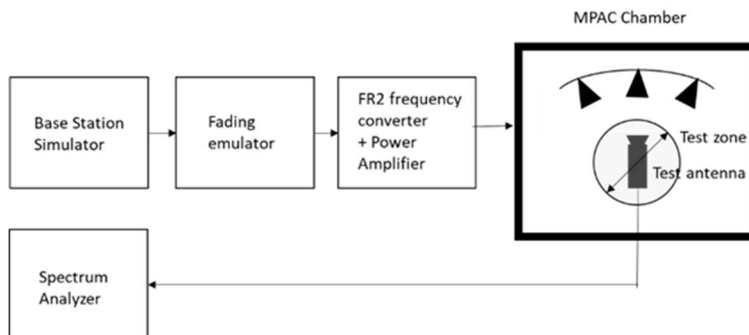 MPAC Chamber
Base Station
Simulator
Fading
emulator
FR2 frequency
converter
+ Power
Amplifier
Test zone
Test antenna
Spectrum
Analyzer